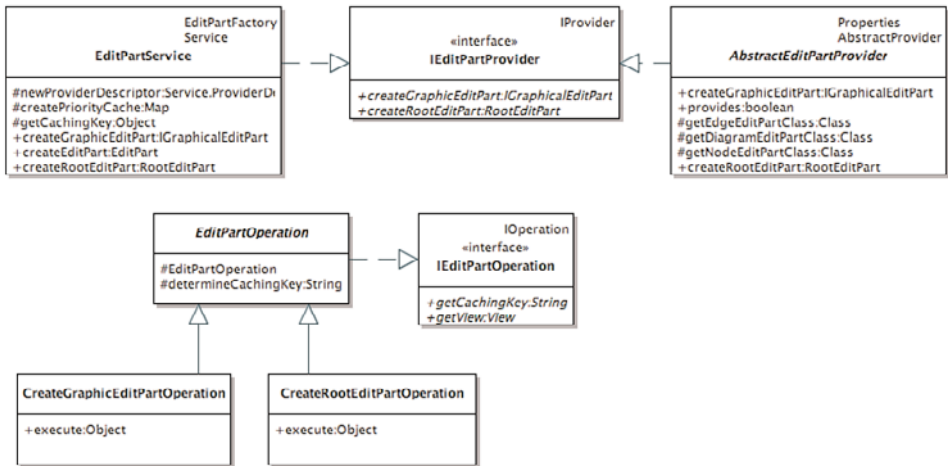 EditPartFactory
Service
EditPartService
#newProviderDescriptor:Service.ProviderDe
#createPriorityCache:Map
#getCachingKey:Object
+createGraphicEditPart:IGraphicalEditPart
+createEditPart:EditPart
+createRootEditPart:RootEditPart
IProvider
«interface»
IEditPartProvider
+createGraphicEditPart:IGraphicalEditPart
+createRootEditPart:RootEditPart
Properties
AbstractProvider
AbstractEditPartProvider
+createGraphicEditPart:IGraphicalEditPart
+provides:boolean
#getEdgeEditPartClass:Class
#getDiagramEditPartClass:Class
#getNodeEditPartClass:Class
+createRootEditPart:RootEditPart
EditPartOperation
#EditPartOperation
#determineCachingKey:String
IOperation
«interface»
IEditPartOperation
+getCachingKey:String
+getView:View
CreateGraphicEditPartOperation
+execute:Object
CreateRootEditPartOperation
+execute:Object